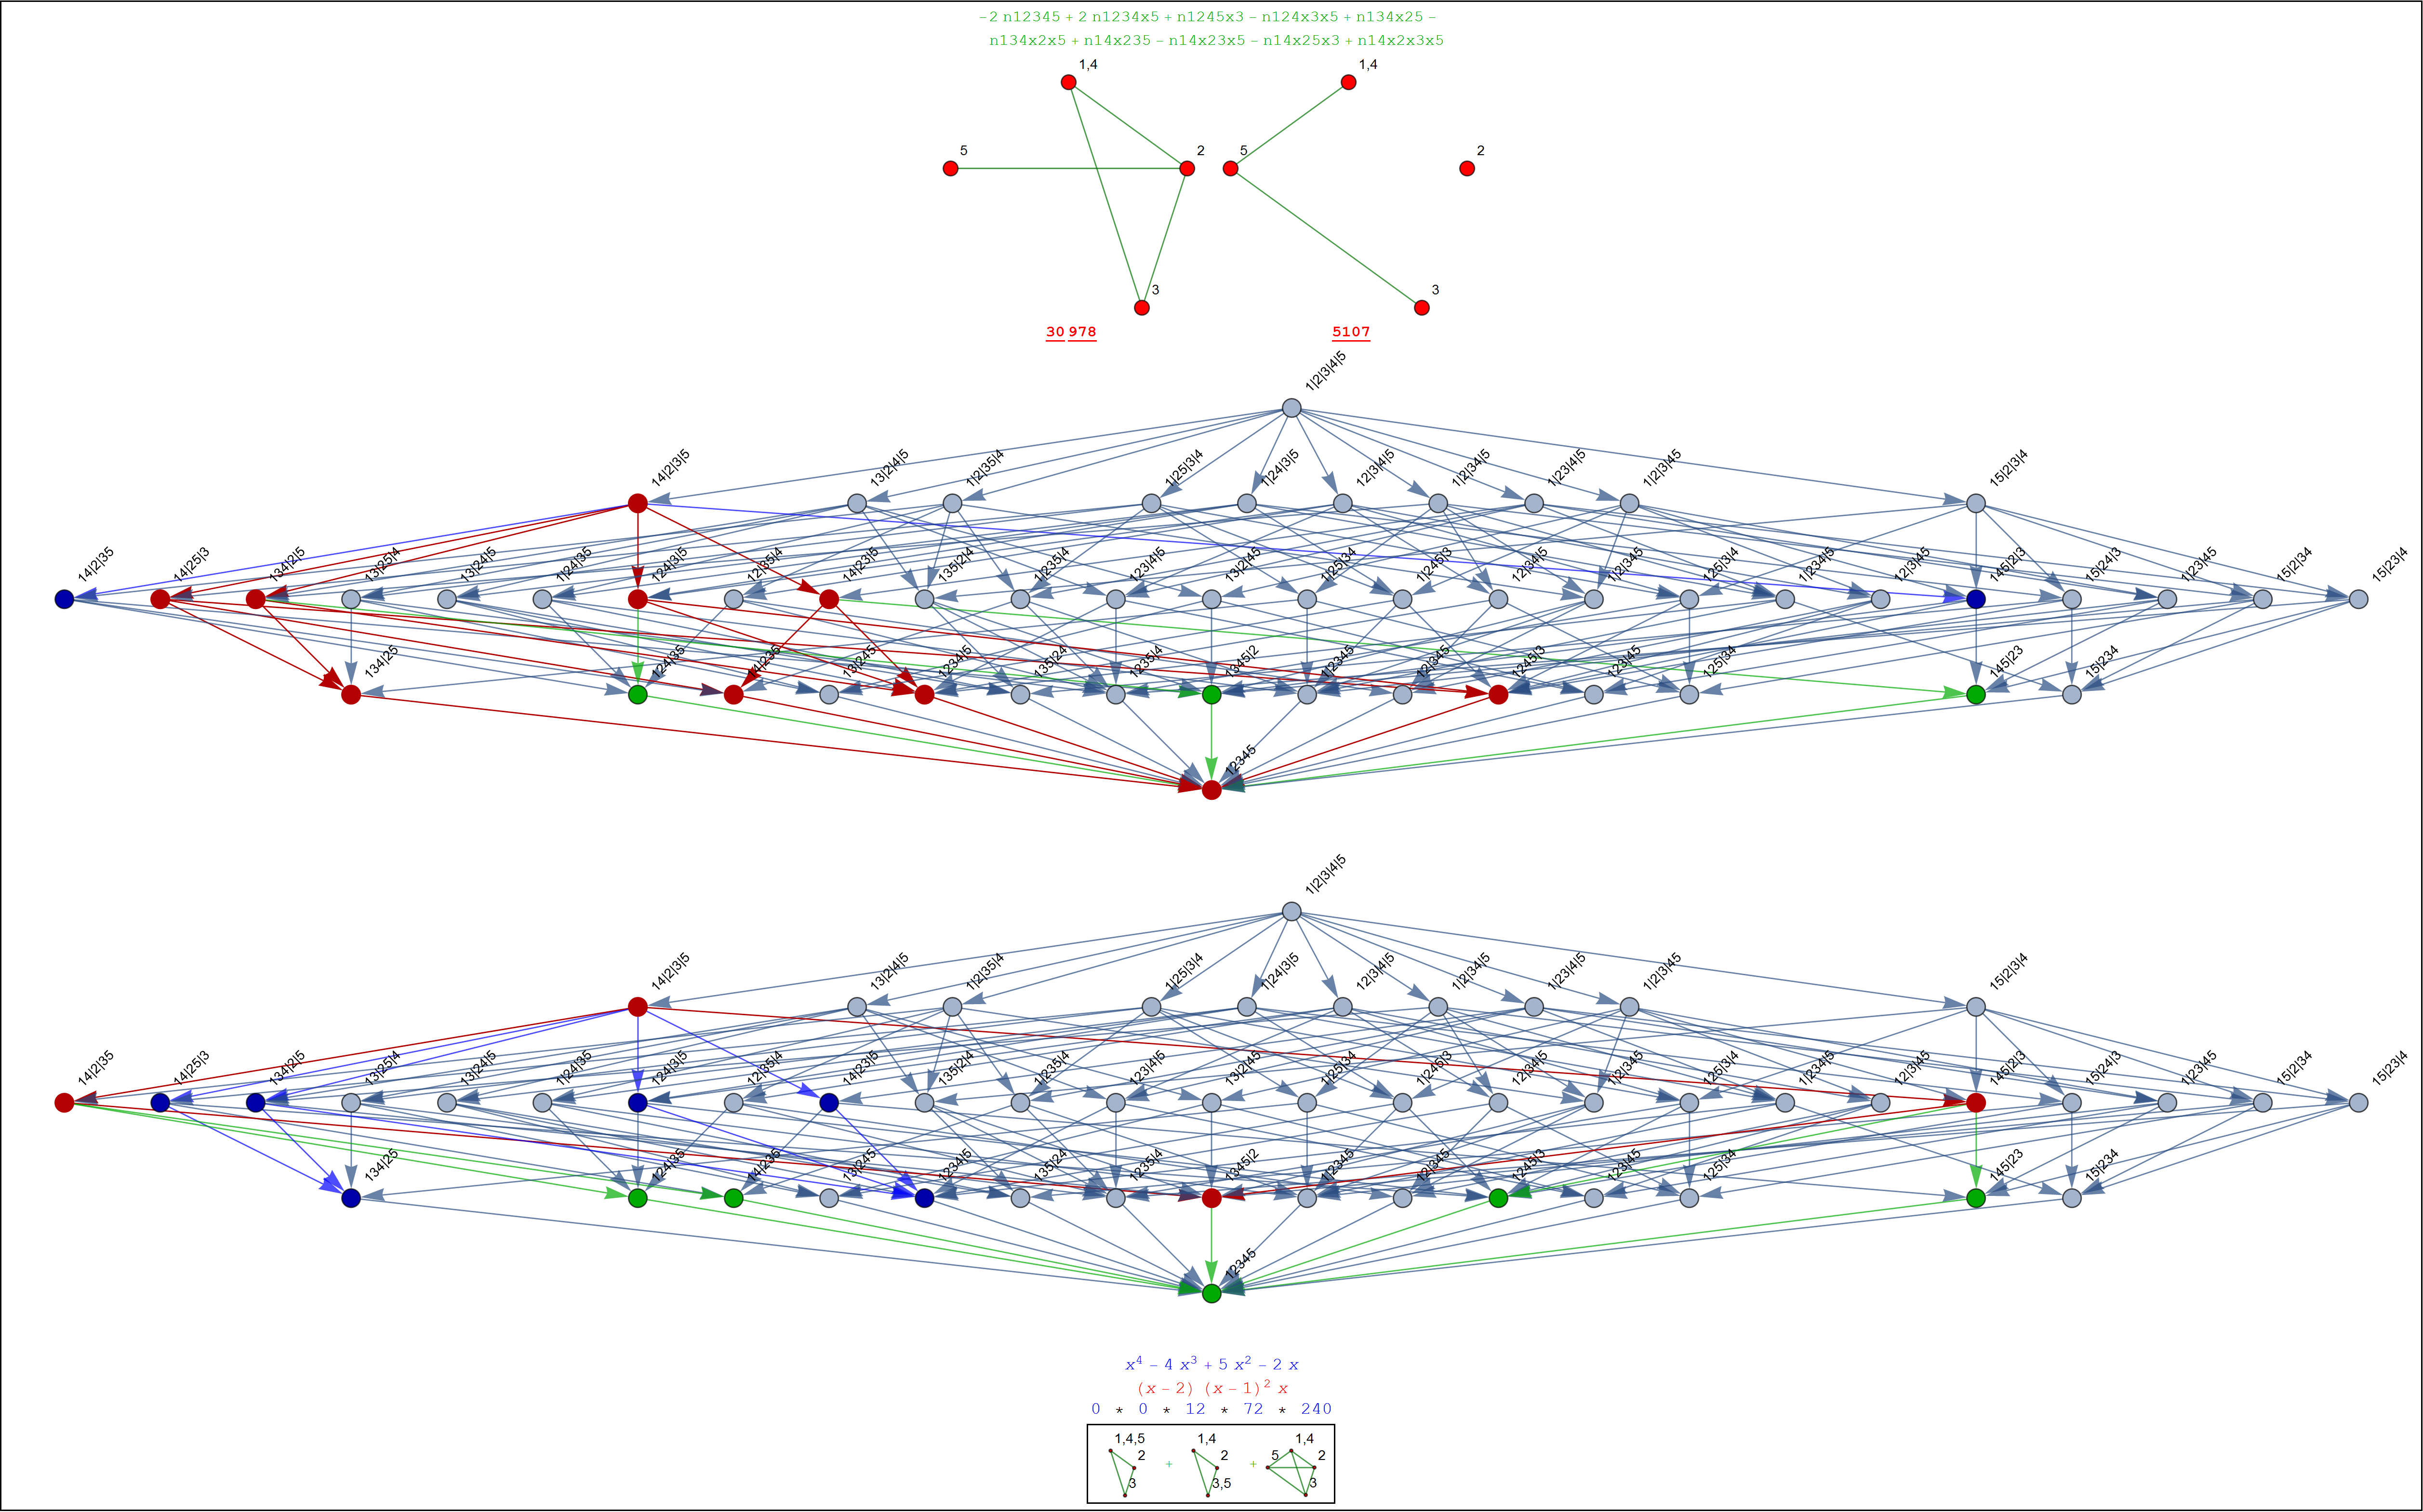 −2 n12345 + 2 n1234x5 + n1245x3 − n124x3x5 + n134x25 −
n134x2x5 + n14x235 − n14x23x5 − n14x25x3 + n14x2x3x5
1,4 1,4
5 2 5 2
3 3
30 978 5107
1|2|3|4|5
14|2|3|5 13|2|4|5 1|2|35|4 1|25|3|4 1|24|3|5 12|3|4|5 1|2|34|5 1|23|4|5 1|2|3|45 15|2|3|4
14|2|35 14|25|3 134|2|5 13|25|4 13|24|5 1|24|35 124|3|5 12|35|4 14|23|5 135|2|4 1|235|4 123|4|5 13|2|45 1|25|34 1|245|3 12|34|5 1|2|345 125|3|4 1|234|5 12|3|45 145|2|3 15|24|3 1|23|45 15|2|34 15|23|4
134|25 124|35 14|235 13|245 1234|5 135|24 1235|4 1345|2 1|2345 12|345 1245|3 123|45 125|34 145|23 15|234
12345
1|2|3|4|5
14|2|3|5 13|2|4|5 1|2|35|4 1|25|3|4 1|24|3|5 12|3|4|5 1|2|34|5 1|23|4|5 1|2|3|45 15|2|3|4
14|2|35 14|25|3 134|2|5 13|25|4 13|24|5 1|24|35 124|3|5 12|35|4 14|23|5 135|2|4 1|235|4 123|4|5 13|2|45 1|25|34 1|245|3 12|34|5 1|2|345 125|3|4 1|234|5 12|3|45 145|2|3 15|24|3 1|23|45 15|2|34 15|23|4
134|25 124|35 14|235 13|245 1234|5 135|24 1235|4 1345|2 1|2345 12|345 1245|3 123|45 125|34 145|23 15|234
12345
x⁴ − 4 x³ + 5 x² − 2 x
(x − 2) (x − 1)² x
0 * 0 * 12 * 72 * 240
1,4,5 1,4 1,4
2 + 2 + 5 2
3 3,5 3